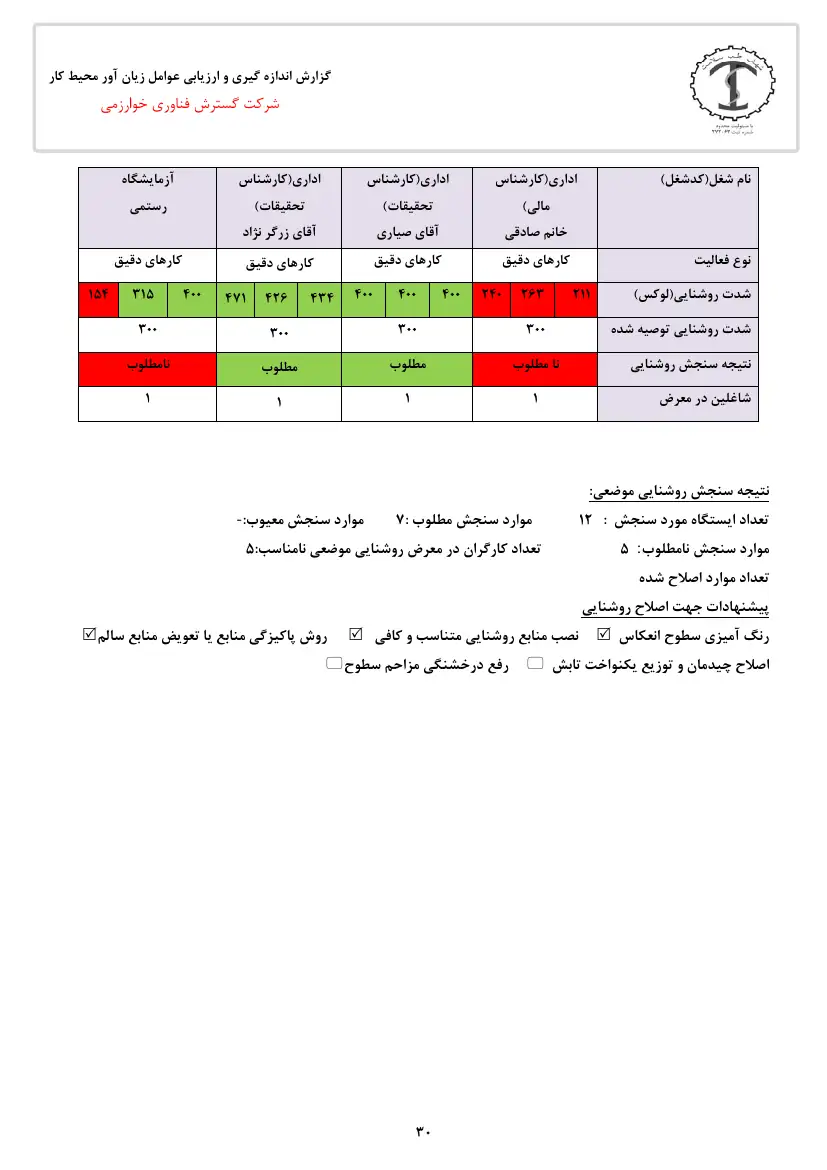 شهاب طب سلامت
با مسئولیت محدود
گزارش اندازه گیری و ارزیابی عوامل زیان آور محیط کار
شرکت گسترش فناوری خوارزمی
نام شغل(کدشغل) اداری(کارشناس مالی) خانم صادقی اداری(کارشناس تحقیقات) آقای صیاری اداری(کارشناس تحقیقات) آقای زرگر نژاد آزمایشگاه رستمی
نوع فعالیت کارهای دقیق کارهای دقیق کارهای دقیق کارهای دقیق
شدت روشنایی(لوکس) ۲۱۱ ۲۶۳ ۲۴۰ ۴۰۰ ۴۰۰ ۴۰۰ ۴۳۴ ۴۲۶ ۴۷۱ ۴۰۰ ۳۱۵ ۱۵۴
شدت روشنایی توصیه شده ۳۰۰ ۳۰۰ ۳۰۰ ۳۰۰
نتیجه سنجش روشنایی نا مطلوب مطلوب مطلوب نامطلوب
شاغلین در معرض ۱ ۱ ۱ ۱
نتیجه سنجش روشنایی موضعی:
تعداد ایستگاه مورد سنجش : ۱۲ موارد سنجش مطلوب :۷ موارد سنجش معیوب:-
موارد سنجش نامطلوب: ۵ تعداد کارگران در معرض روشنایی موضعی نامناسب:۵
تعداد موارد اصلاح شده
پیشنهادات جهت اصلاح روشنایی
رنگ آمیزی سطوح انعکاس ☑ نصب منابع روشنایی متناسب و کافی ☑ روش پاکیزگی منابع یا تعویض منابع سالم☑
اصلاح چیدمان و توزیع یکنواخت تابش ☐ رفع درخشندگی مزاحم سطوح☐
۳۰